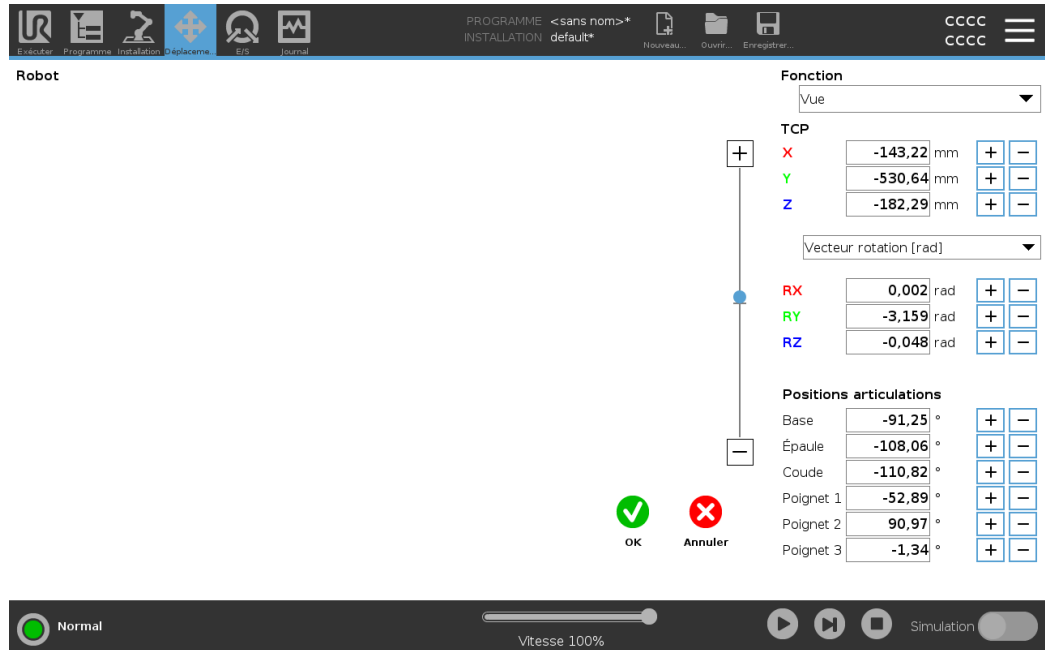 PROGRAMME <sans nom>*
INSTALLATION default*
CCCC
CCCC
Exécuter Programme Installation Déplaceme... E/S Journal
Nouveau... Ouvrir... Enregistrer...
Robot
Fonction
Vue
TCP
X -143,22 mm
Y -530,64 mm
Z -182,29 mm
Vecteur rotation [rad]
RX 0,002 rad
RY -3,159 rad
RZ -0,048 rad
Positions articulations
Base -91,25 °
Épaule -108,06 °
Coude -110,82 °
Poignet 1 -52,89 °
Poignet 2 90,97 °
Poignet 3 -1,34 °
OK Annuler
Normal
Vitesse 100%
Simulation